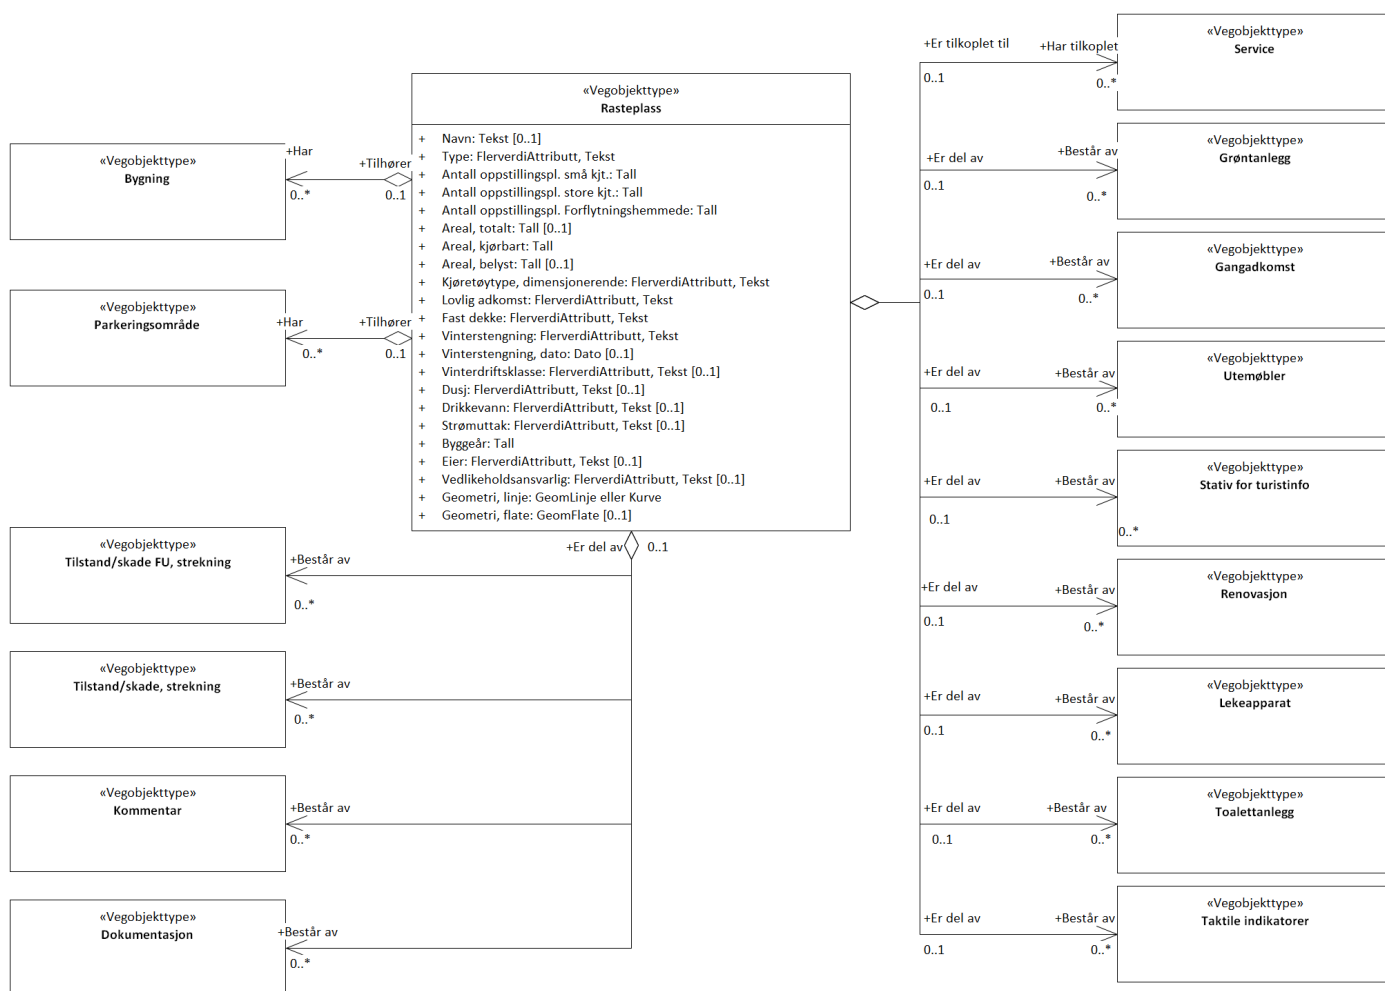 «Vegobjekttype»
Rasteplass
+ Navn: Tekst [0..1]
+ Type: FlerverdiAttributt, Tekst
+ Antall oppstillingspl. små kjt.: Tall
+ Antall oppstillingspl. store kjt.: Tall
+ Antall oppstillingspl. Forflytningshemmede: Tall
+ Areal, totalt: Tall [0..1]
+ Areal, kjørbart: Tall
+ Areal, belyst: Tall [0..1]
+ Kjøretøytype, dimensjonerende: FlerverdiAttributt, Tekst
+ Lovlig adkomst: FlerverdiAttributt, Tekst
+ Fast dekke: FlerverdiAttributt, Tekst
+ Vinterstengning: FlerverdiAttributt, Tekst
+ Vinterstengning, dato: Dato [0..1]
+ Vinterdriftsklasse: FlerverdiAttributt, Tekst [0..1]
+ Dusj: FlerverdiAttributt, Tekst [0..1]
+ Drikkevann: FlerverdiAttributt, Tekst [0..1]
+ Strømuttak: FlerverdiAttributt, Tekst [0..1]
+ Byggeår: Tall
+ Eier: FlerverdiAttributt, Tekst [0..1]
+ Vedlikeholdsansvarlig: FlerverdiAttributt, Tekst [0..1]
+ Geometri, linje: GeomLinje eller Kurve
+ Geometri, flate: GeomFlate [0..1]
«Vegobjekttype»
Bygning
+Har
0..*
+Tilhører
0..1
«Vegobjekttype»
Parkeringsområde
+Har
0..*
+Tilhører
0..1
+Er del av
0..1
«Vegobjekttype»
Tilstand/skade FU, strekning
+Består av
0..*
«Vegobjekttype»
Tilstand/skade, strekning
+Består av
0..*
«Vegobjekttype»
Kommentar
+Består av
0..*
«Vegobjekttype»
Dokumentasjon
+Består av
0..*
+Er tilkoplet til
0..1
+Har tilkoplet
0..*
«Vegobjekttype»
Service
+Er del av
0..1
+Består av
0..*
«Vegobjekttype»
Grøntanlegg
+Er del av
0..1
+Består av
0..*
«Vegobjekttype»
Gangadkomst
+Er del av
0..1
+Består av
0..*
«Vegobjekttype»
Utemøbler
+Er del av
0..1
+Består av
0..*
«Vegobjekttype»
Stativ for turistinfo
+Er del av
0..1
+Består av
0..*
«Vegobjekttype»
Renovasjon
+Er del av
0..1
+Består av
0..*
«Vegobjekttype»
Lekeapparat
+Er del av
0..1
+Består av
0..*
«Vegobjekttype»
Toalettanlegg
+Er del av
0..1
+Består av
0..*
«Vegobjekttype»
Taktile indikatorer